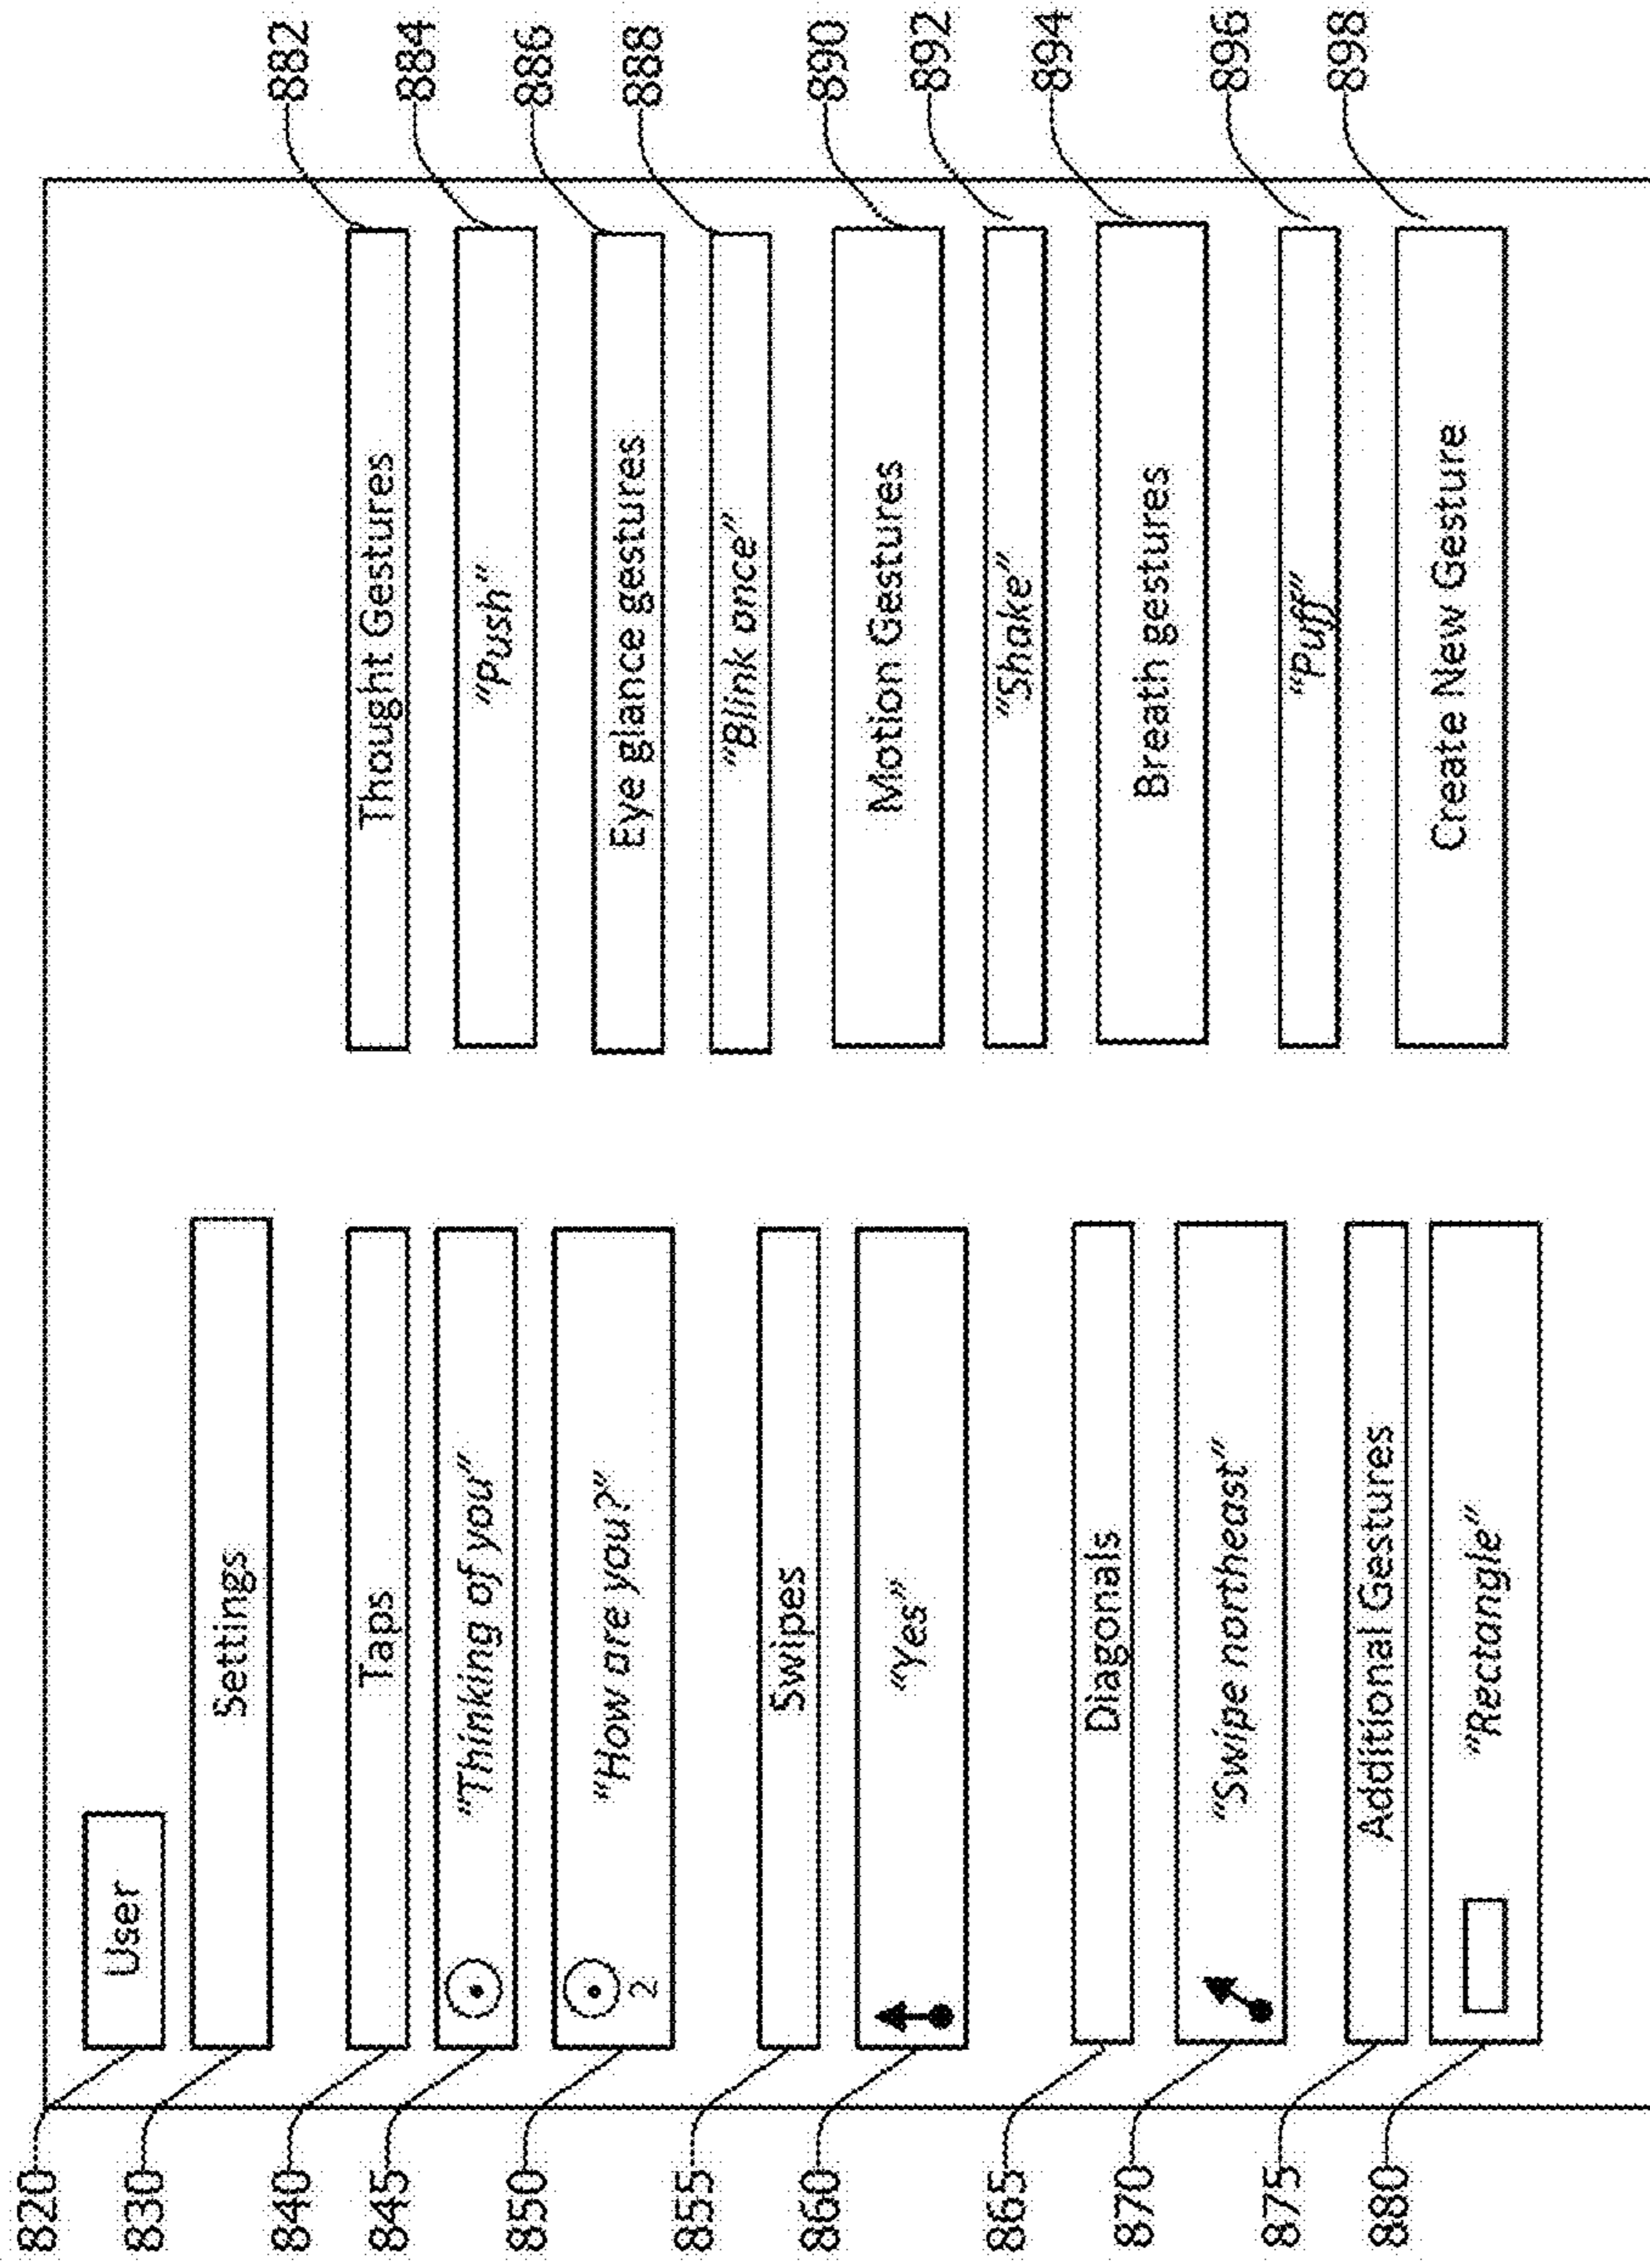 820
User
830
Settings
840
Taps
845
"Thinking of you"
850
"How are you?"
2
855
Swipes
860
"Yes"
865
Diagonals
870
"Swipe northeast"
875
Additional Gestures
880
"Rectangle"
Thought Gestures
882
"Push"
884
Eye glance gestures
886
"Blink once"
888
Motion Gestures
890
"Shake"
892
Breath gestures
894
"Puff"
896
Create New Gesture
898